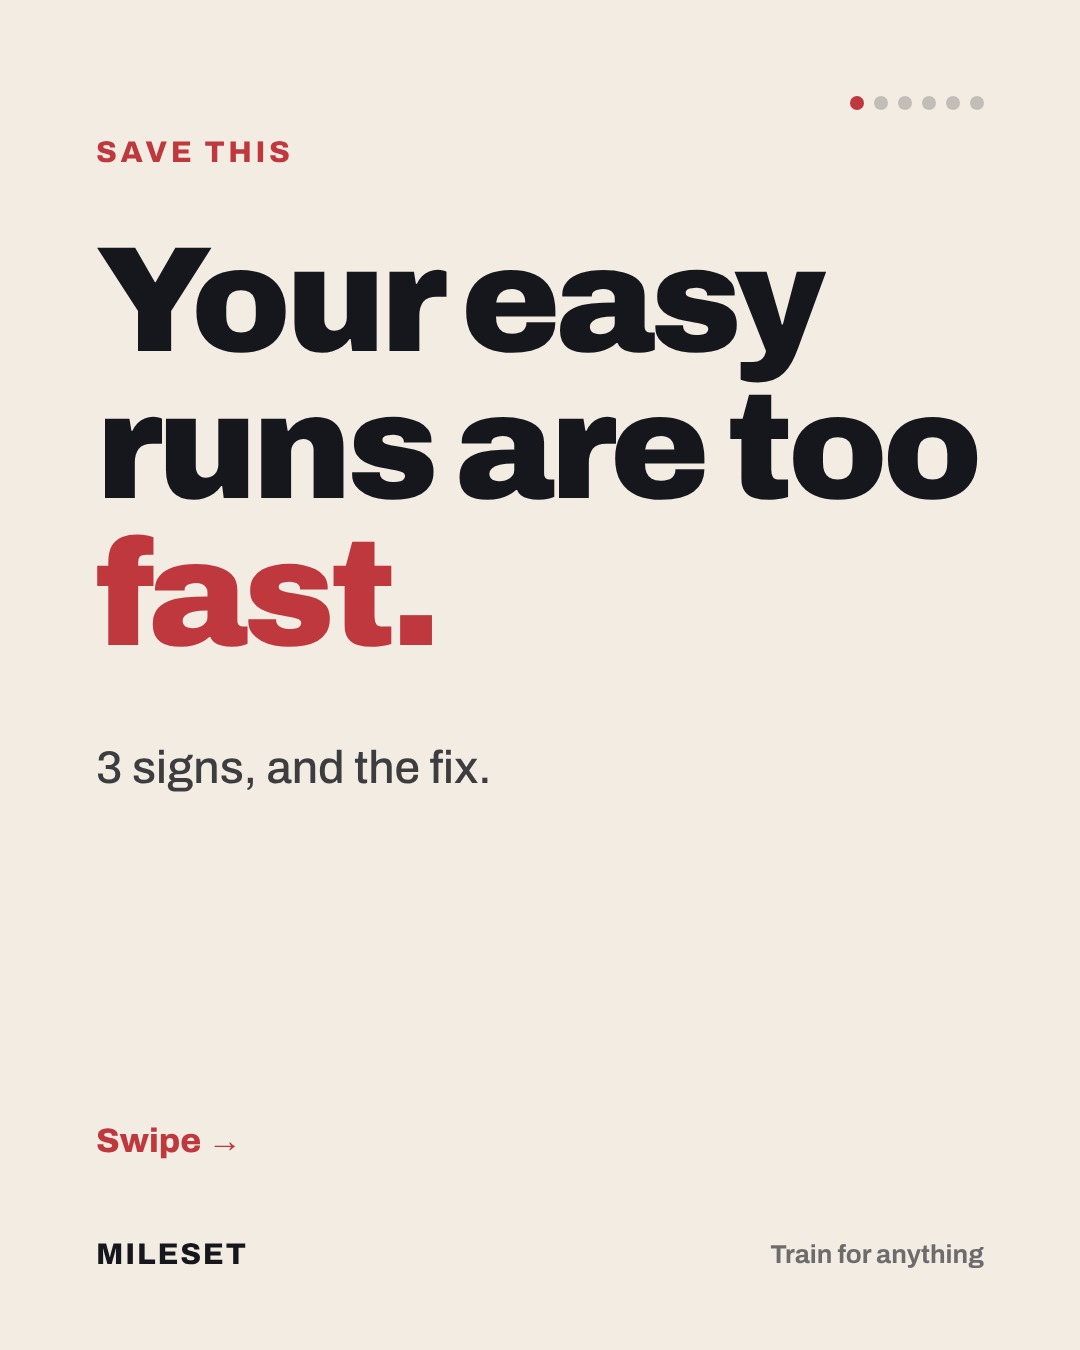 SAVE THIS
Your easy
runs are too
fast.
3 signs, and the fix.
Swipe →
MILESET
Train for anything